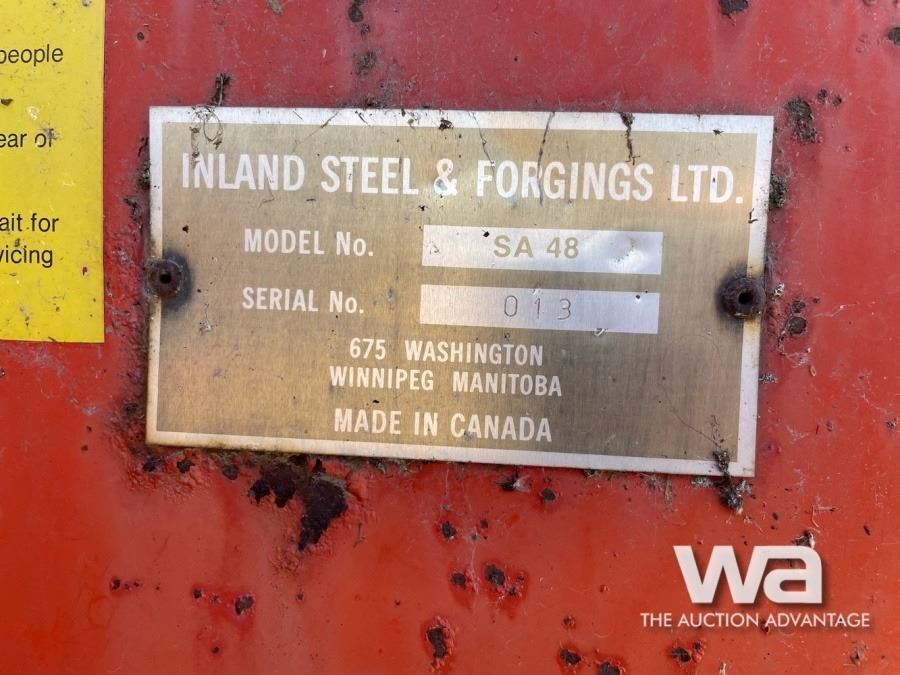 people
ear of
ait for
vicing
INLAND STEEL & FORGINGS LTD.
MODEL No. SA 48
SERIAL No. 013
675 WASHINGTON
WINNIPEG MANITOBA
MADE IN CANADA
wa
THE AUCTION ADVANTAGE